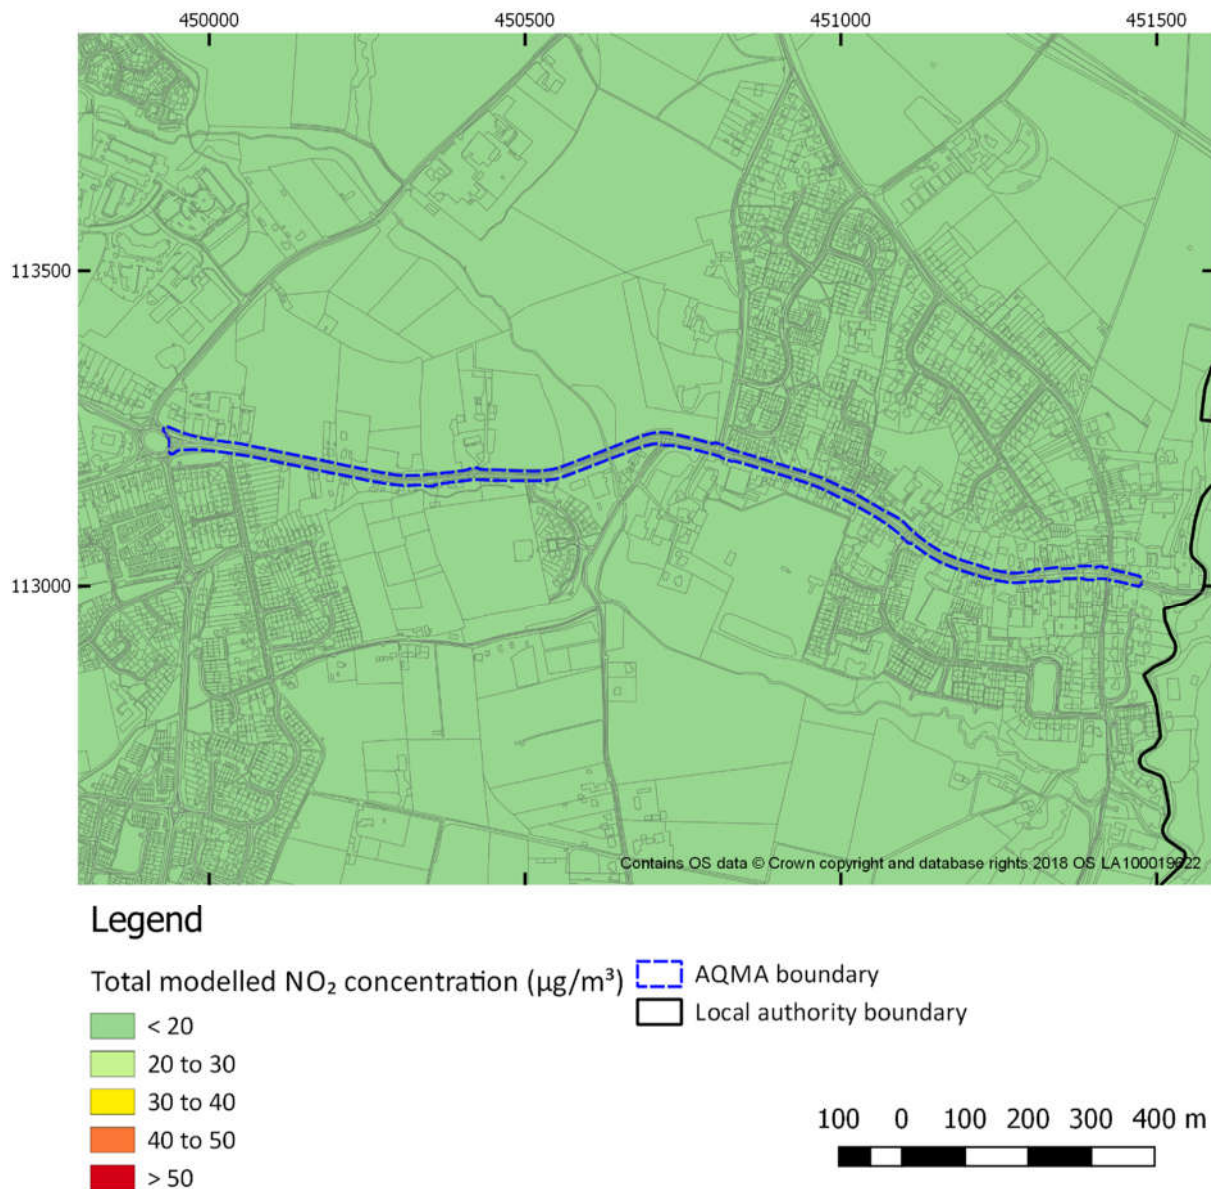 450000 450500 451000 451500
113500
113000
Contains OS data © Crown copyright and database rights 2018 OS LA100019622
Legend
Total modelled NO₂ concentration (µg/m³)
< 20
20 to 30
30 to 40
40 to 50
> 50
AQMA boundary
Local authority boundary
100 0 100 200 300 400 m